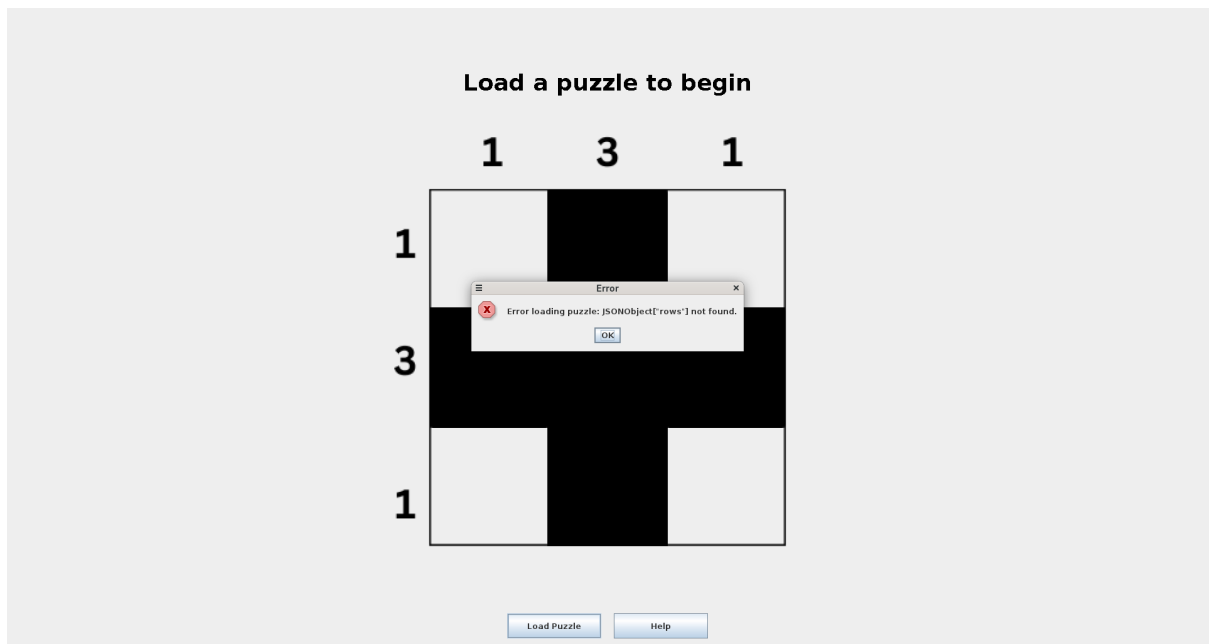 Load a puzzle to begin
1 3 1
1
Error
Error loading puzzle: JSONObject["rows"] not found.
OK
3
1
Load Puzzle Help